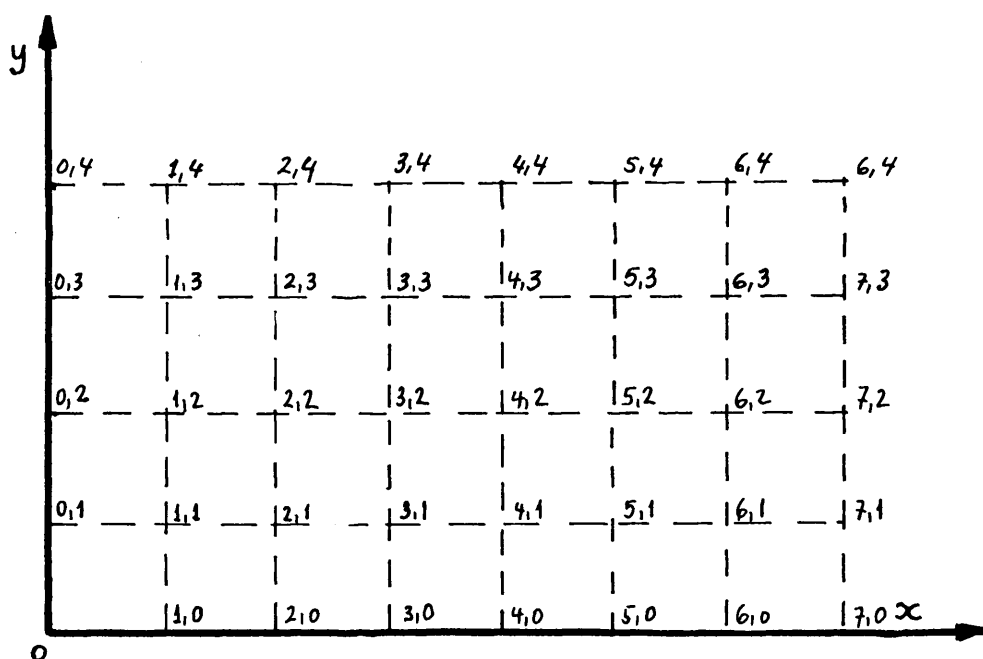 y
0,4 1,4 2,4 3,4 4,4 5,4 6,4 6,4
0,3 1,3 2,3 3,3 4,3 5,3 6,3 7,3
0,2 1,2 2,2 3,2 4,2 5,2 6,2 7,2
0,1 1,1 2,1 3,1 4,1 5,1 6,1 7,1
1,0 2,0 3,0 4,0 5,0 6,0 7,0 x
0